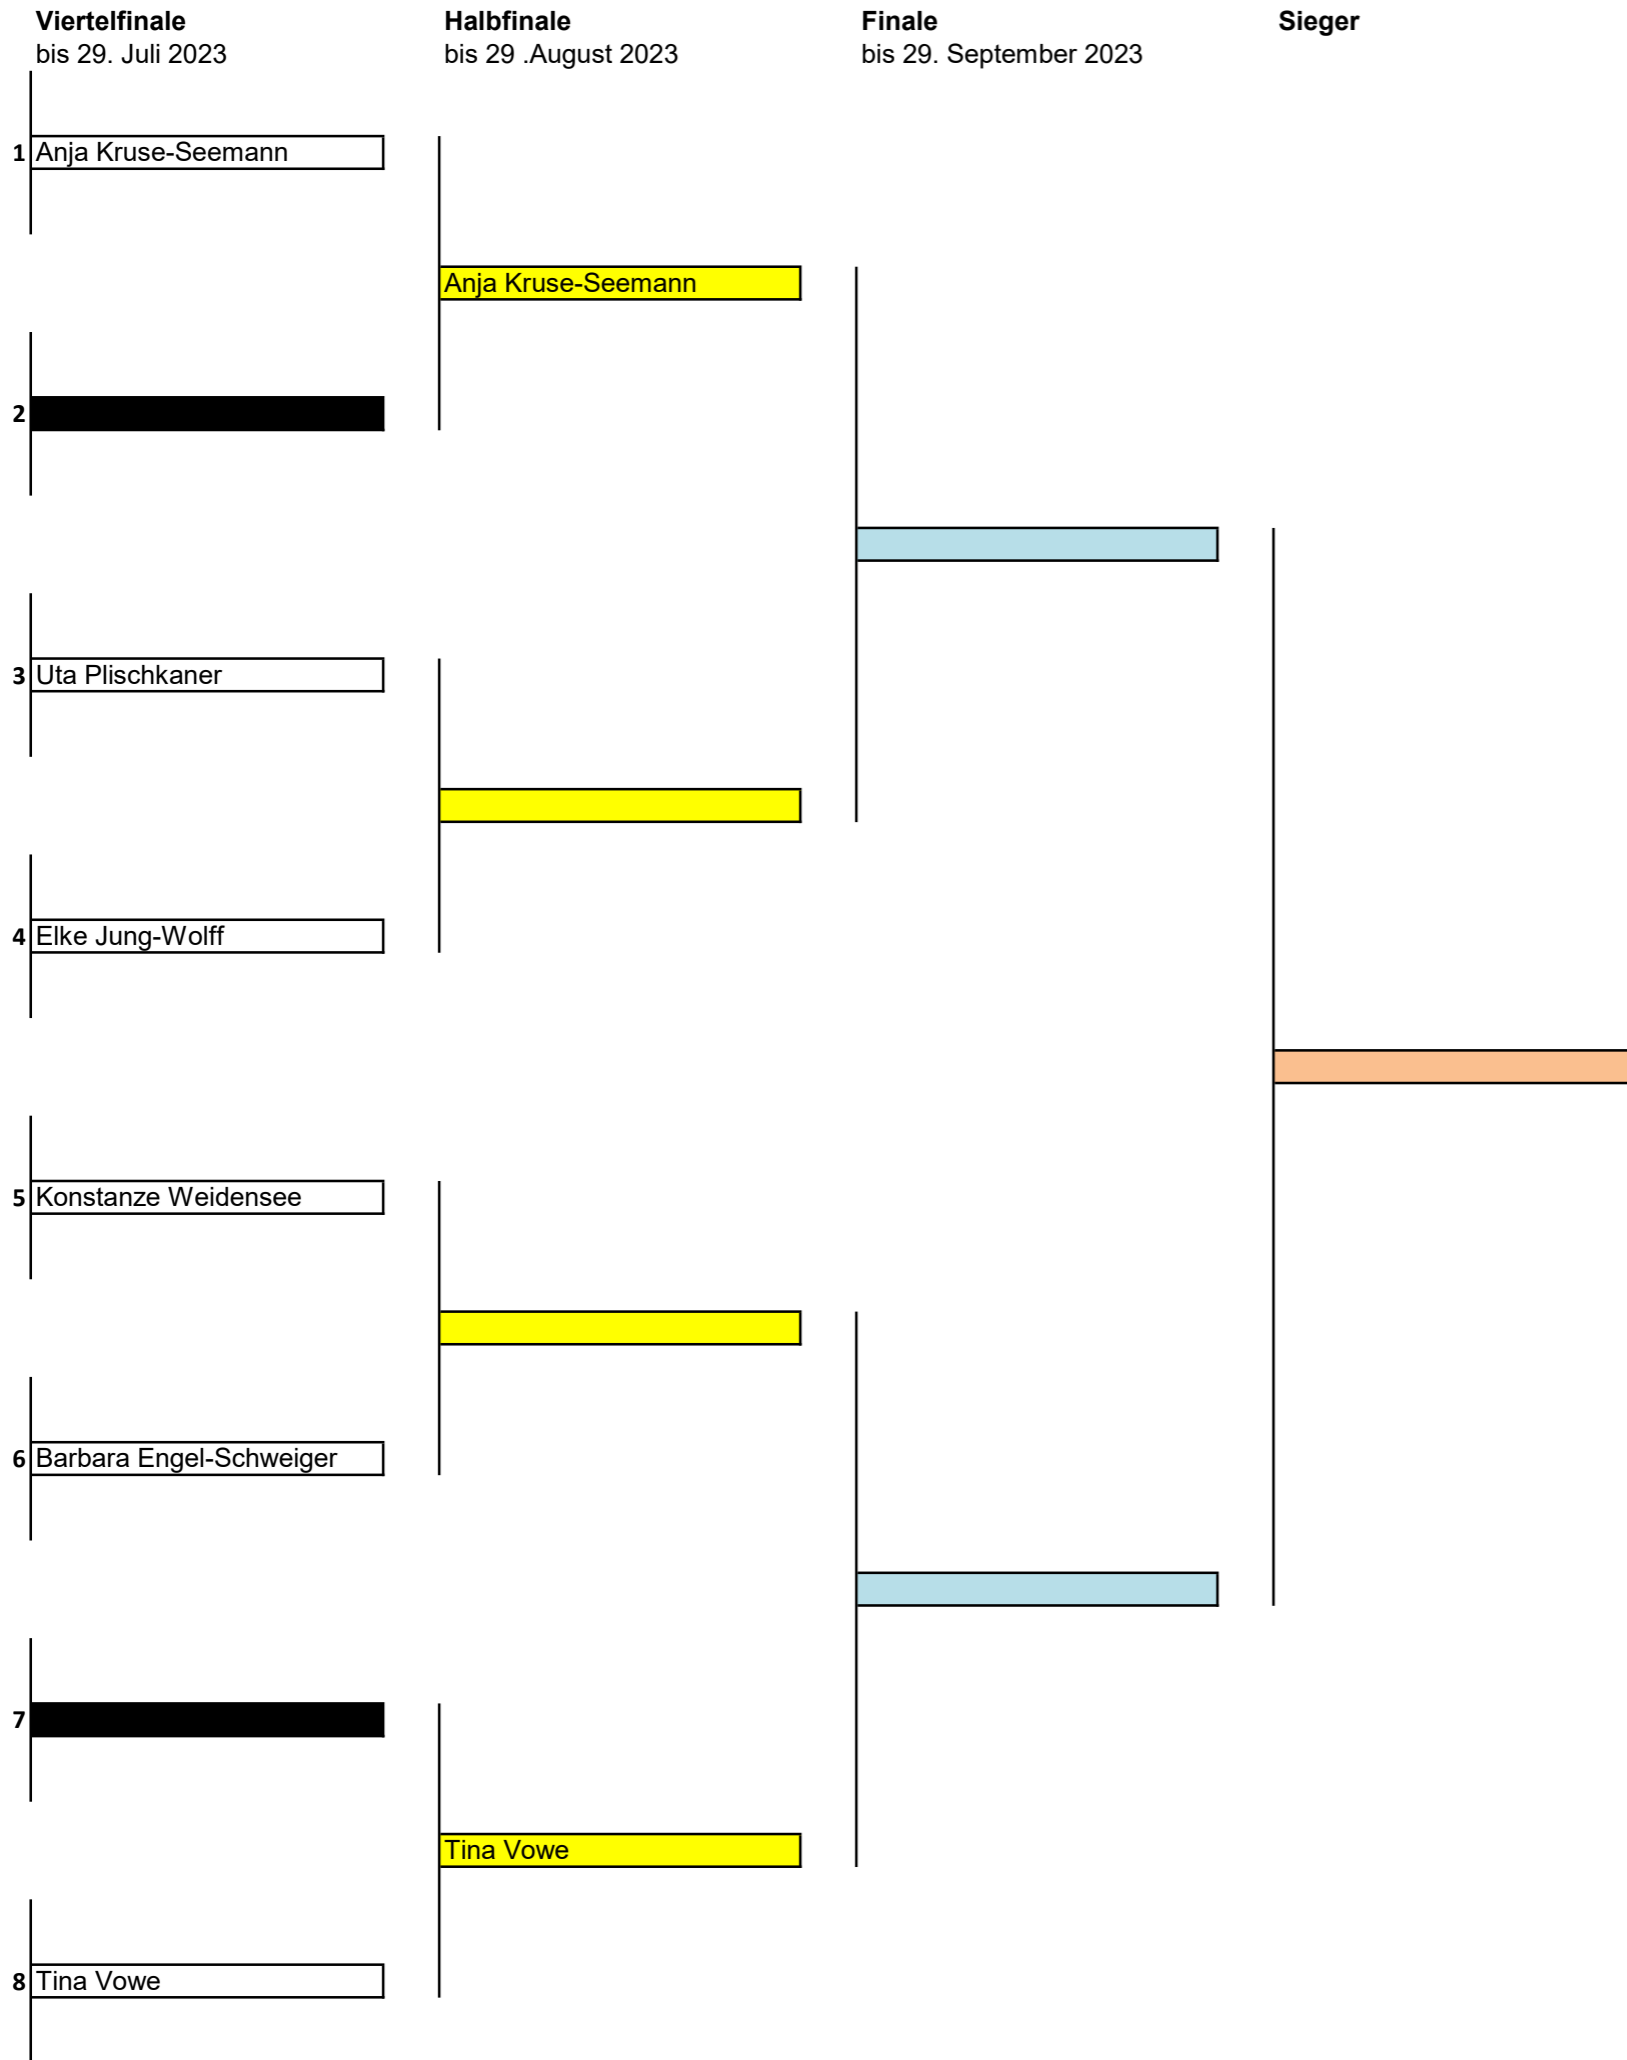 Viertelfinale
bis 29. Juli 2023
Halbfinale
bis 29 .August 2023
Finale
bis 29. September 2023
Sieger
1 Anja Kruse-Seemann
Anja Kruse-Seemann
2
3 Uta Plischkaner
4 Elke Jung-Wolff
5 Konstanze Weidensee
6 Barbara Engel-Schweiger
7
Tina Vowe
8 Tina Vowe